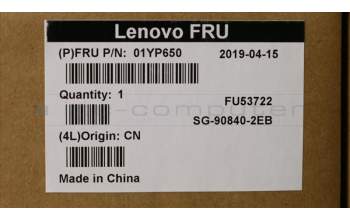 Lenovo FRU
(P)FRU P/N: 01YP650 2019-04-15
Quantity: 1 FU53722
SG-90840-2EB
(4L)Origin: CN
Made in China